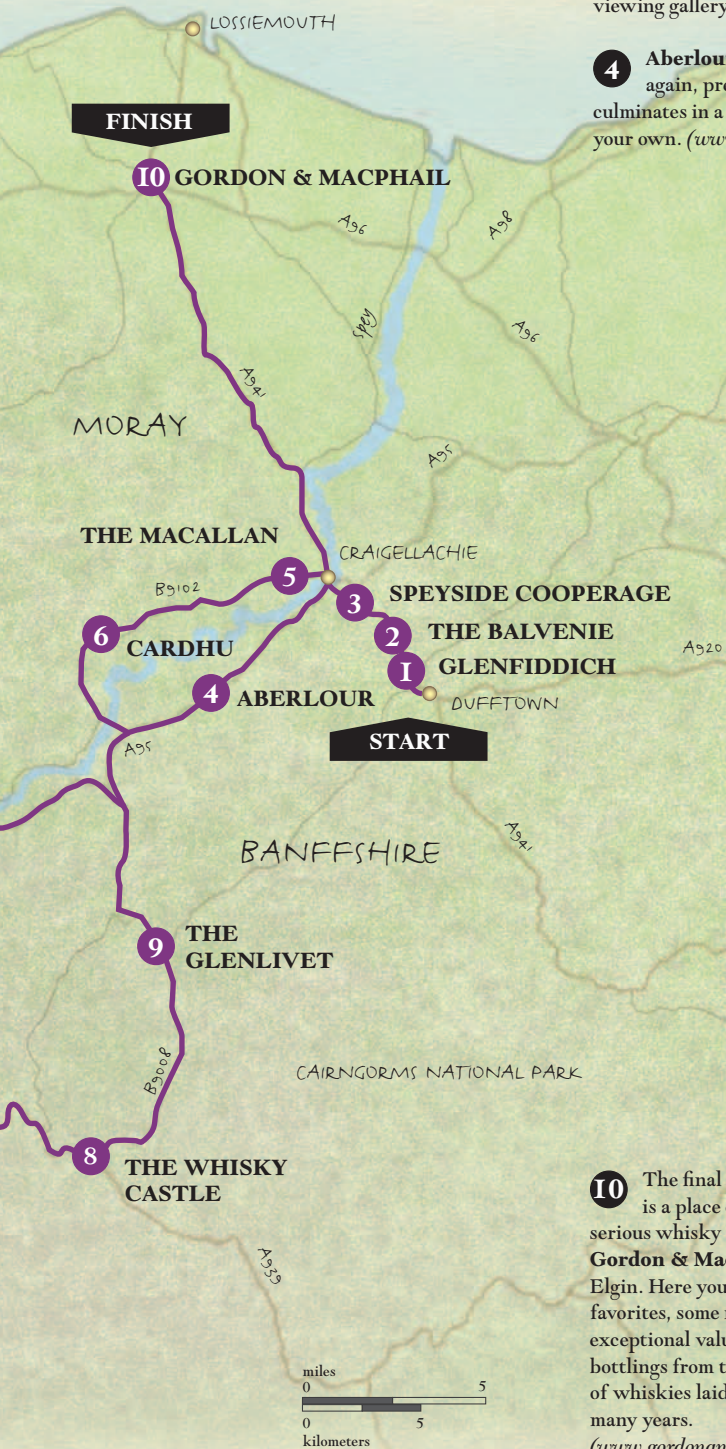 viewing gallery
4 Aberlour
again, pre
culminates in a
your own. (ww
LOSSIEMOUTH
FINISH
10 GORDON & MACPHAIL
A96
A98
Spey
A96
A941
MORAY
A95
THE MACALLAN
CRAIGELLACHIE
5
B9102
3 SPEYSIDE COOPERAGE
6 CARDHU
2 THE BALVENIE
A920
1 GLENFIDDICH
4 ABERLOUR
DUFFTOWN
START
A95
A941
BANFFSHIRE
9 THE
GLENLIVET
B9008
CAIRNGORMS NATIONAL PARK
8 THE WHISKY
CASTLE
A939
10 The final
is a place
serious whisky
Gordon & Mac
Elgin. Here you
favorites, some
exceptional valu
bottlings from t
of whiskies laid
many years.
miles
0 5
0 5
kilometers